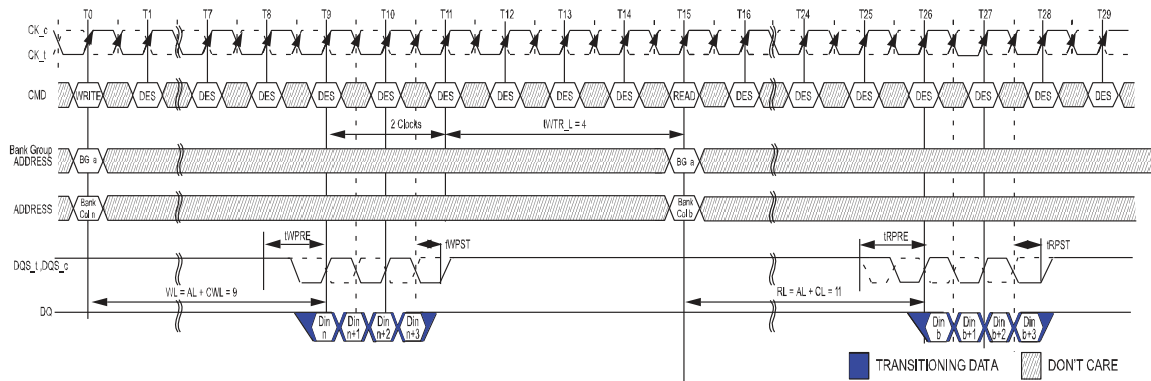 T0 T1 T7 T8 T9 T10 T11 T12 T13 T14 T15 T16 T24 T25 T26 T27 T28 T29
CK_c
CK_t
CMD WRITE DES DES DES DES DES DES DES DES DES READ DES DES DES DES DES DES DES
2 Clocks tWTR_L = 4
Bank Group
ADDRESS BG a BG a
ADDRESS Bank Col n Bank Col b
tWPRE tWPST tRPRE tRPST
DQS_t,DQS_c
WL = AL + CWL = 9 RL = AL + CL = 11
DQ Din n Din n+1 Din n+2 Din n+3 Din b Din b+1 Din b+2 Din b+3
TRANSITIONING DATA DON'T CARE